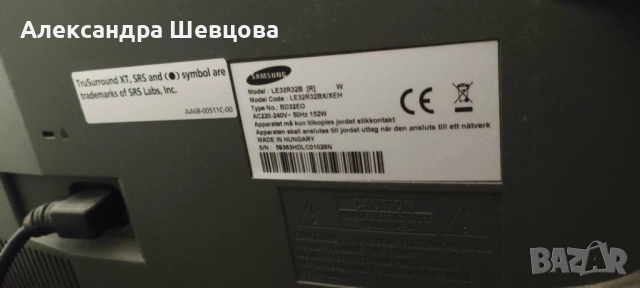 Александра Шевцова
TruSurround XT, SRS and (●) symbol are
trademarks of SRS Labs, Inc.
AA68-00511C-00
SAMSUNG
Model : LE32R32B [R] W
Model Code : LE32R32BX/XEH
Type No : BD32EO
AC220-240V~ 50Hz 152W
Apparatet må kun tilkoples jordet stikkontakt
Apparaten skall anslutas till jordat uttag när den ansluts till ett nätverk
MADE IN HUNGARY
S/N :
CE
CAUTION
bazar